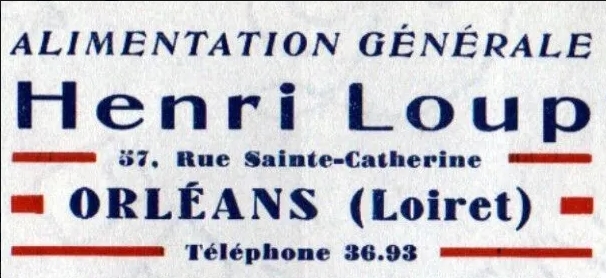 ALIMENTATION GÉNÉRALE
Henri Loup
57, Rue Sainte-Catherine
ORLÉANS (Loiret)
Téléphone 36.93